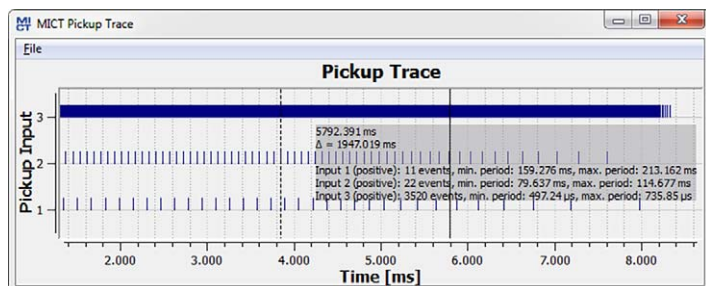 MICT Pickup Trace
File
Pickup Trace
Pickup Input
3
2
1
5792.391 ms
Δ = 1947.019 ms
Input 1 (positive): 11 events, min. period: 159.276 ms, max. period: 213.162 ms
Input 2 (positive): 22 events, min. period: 79.637 ms, max. period: 114.677 ms
Input 3 (positive): 3520 events, min. period: 497.24 µs, max. period: 735.85 µs
2.000 3.000 4.000 5.000 6.000 7.000 8.000
Time [ms]